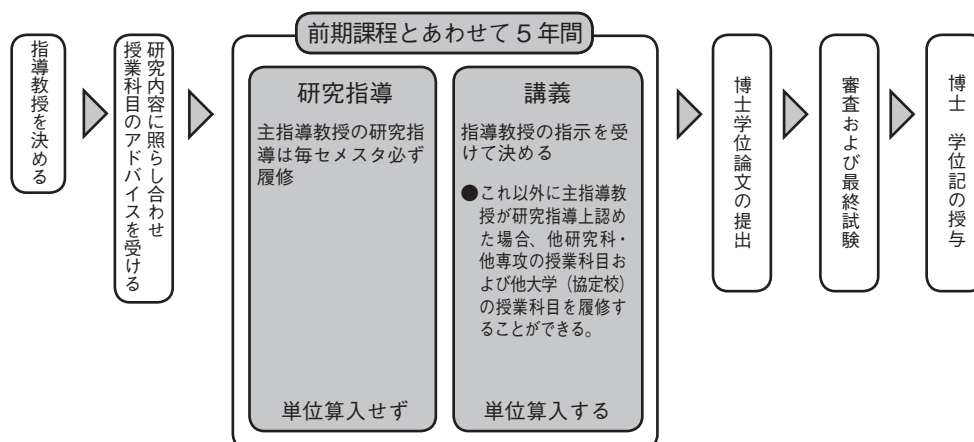 指導教授を決める
研究内容に照らし合わせ
授業科目のアドバイスを受ける
前期課程とあわせて5年間
研究指導
主指導教授の研究指
導は毎セメスタ必ず
履修
単位算入せず
講義
指導教授の指示を受
けて決める
●これ以外に主指導教
授が研究指導上認め
た場合、他研究科・
他専攻の授業科目お
よび他大学（協定校）
の授業科目を履修す
ることができる。
単位算入する
博士学位論文の提出
審査および最終試験
博士 学位記の授与